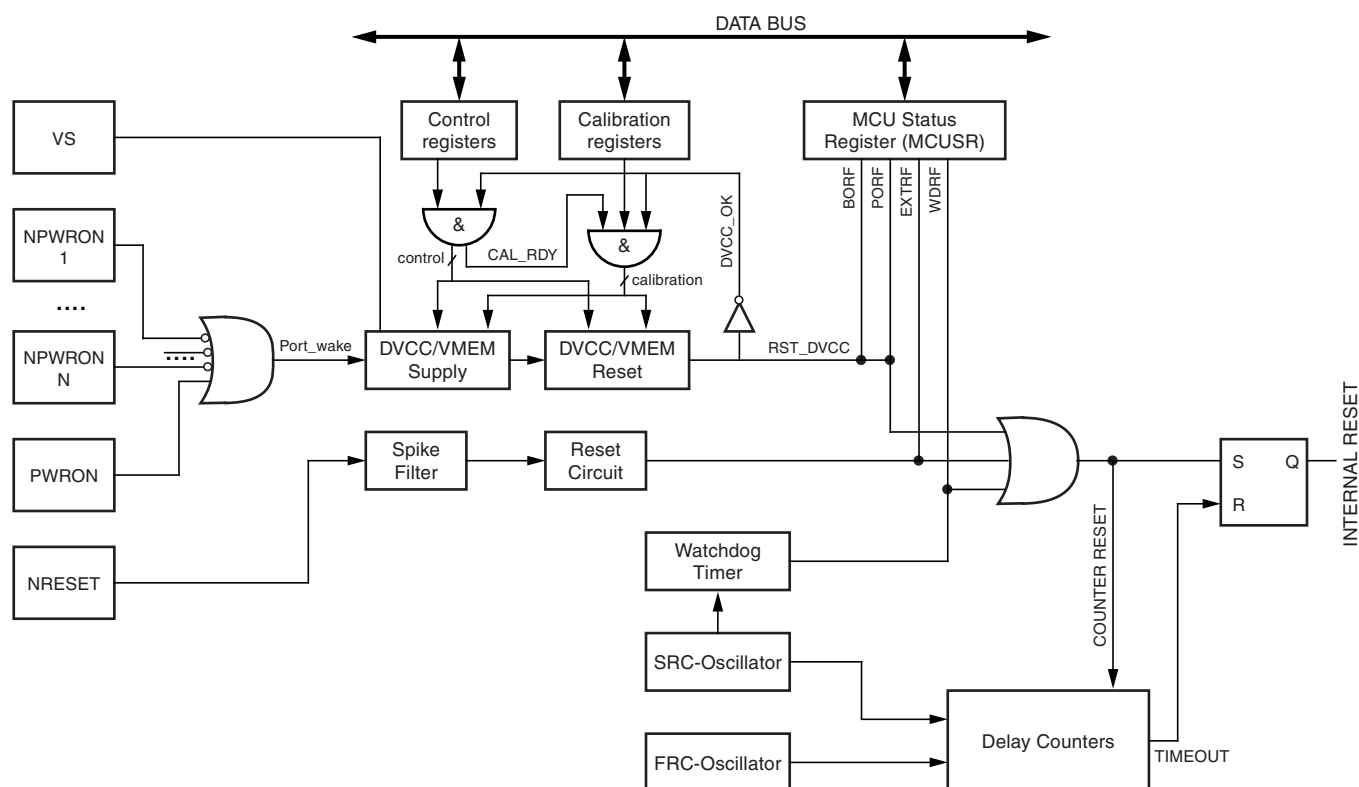 DATA BUS
VS
Control
registers
Calibration
registers
MCU Status
Register (MCUSR)
BORF
PORF
EXTRF
WDRF
NPWRON
1
....
NPWRON
N
....
&
&
CAL_RDY
control
calibration
DVCC_OK
Port_wake
DVCC/VMEM
Supply
DVCC/VMEM
Reset
RST_DVCC
PWRON
Spike
Filter
Reset
Circuit
S
Q
R
INTERNAL RESET
NRESET
Watchdog
Timer
COUNTER RESET
SRC-Oscillator
FRC-Oscillator
Delay Counters
TIMEOUT